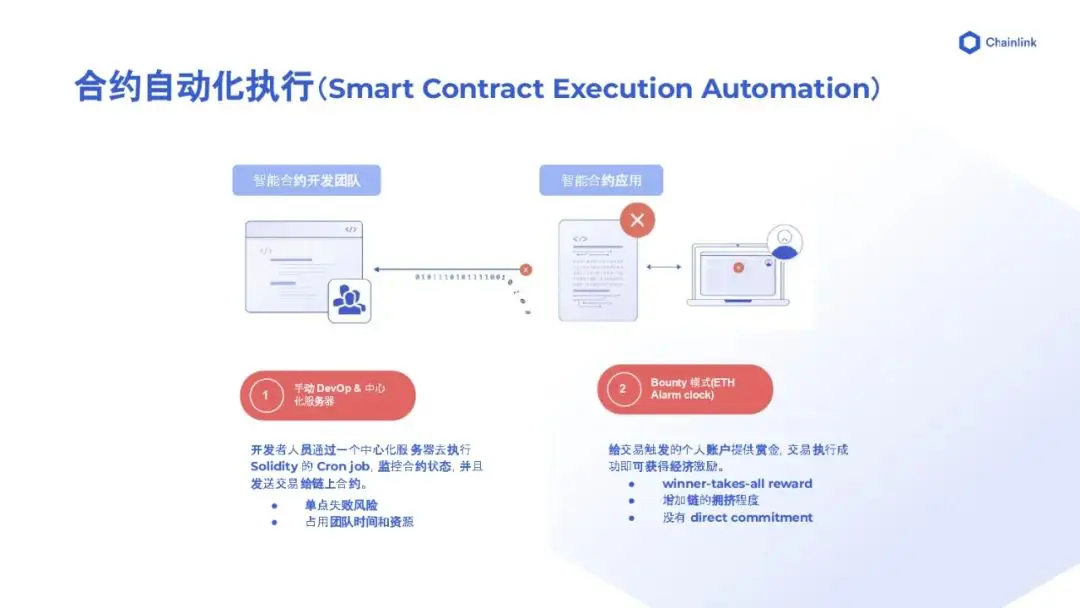 Chainlink
合约自动化执行(Smart Contract Execution Automation)
智能合约开发团队
智能合约应用
</>
</>
</>
1
手动 DevOp & 中心
化服务器
2
Bounty 模式(ETH
Alarm clock)
开发者人员通过一个中心化服务器去执行
Solidity 的 Cron job, 监控合约状态, 并且
发送交易给链上合约。
● 单点失败风险
● 占用团队时间和资源
给交易触发的个人账户提供赏金, 交易执行成
功即可获得经济激励。
● winner-takes-all reward
● 增加链的拥挤程度
● 没有 direct commitment